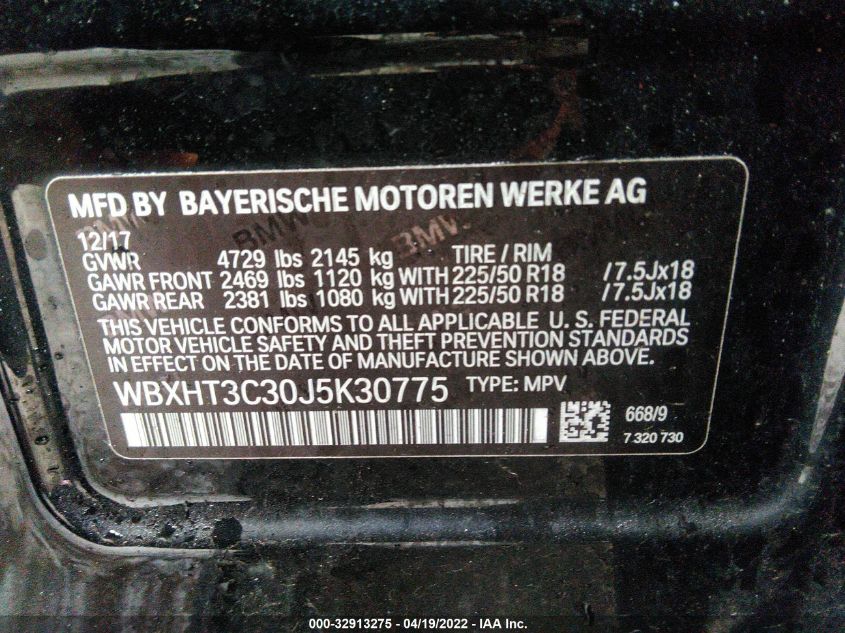 MFD BY BAYERISCHE MOTOREN WERKE AG
12/17
GVWR 4729 lbs 2145 kg TIRE / RIM
GAWR FRONT 2469 lbs 1120 kg WITH 225/50 R18 /7.5Jx18
GAWR REAR 2381 lbs 1080 kg WITH 225/50 R18 /7.5Jx18
THIS VEHICLE CONFORMS TO ALL APPLICABLE U. S. FEDERAL
MOTOR VEHICLE SAFETY AND THEFT PREVENTION STANDARDS
IN EFFECT ON THE DATE OF MANUFACTURE SHOWN ABOVE.
WBXHT3C30J5K30775 TYPE: MPV
668/9
7 320 730
BMW
BMW
000-32913275 - 04/19/2022 - IAA Inc.